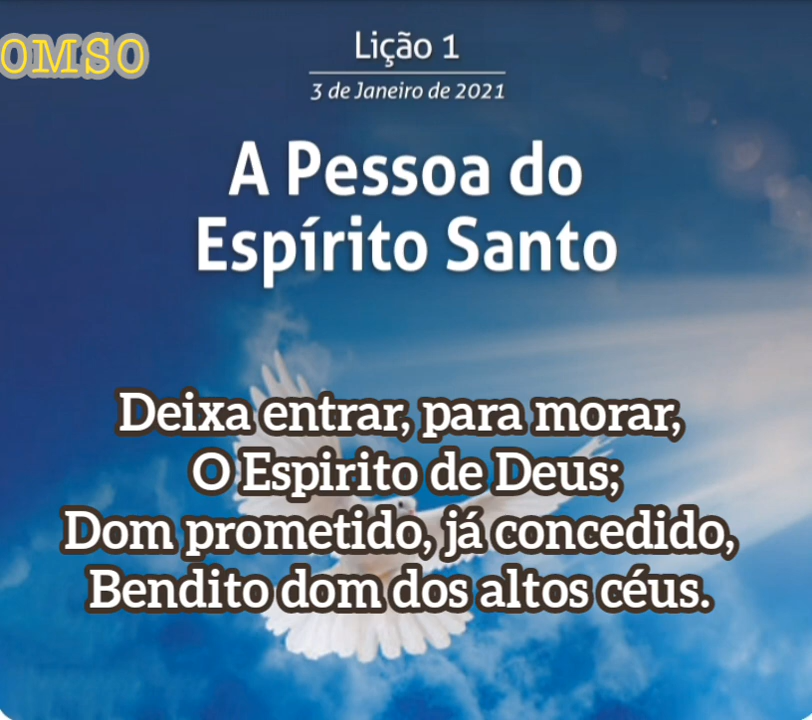 OMSO
Lição 1
3 de Janeiro de 2021
A Pessoa do
Espírito Santo
Deixa entrar, para morar,
O Espirito de Deus;
Dom prometido, já concedido,
Bendito dom dos altos céus.